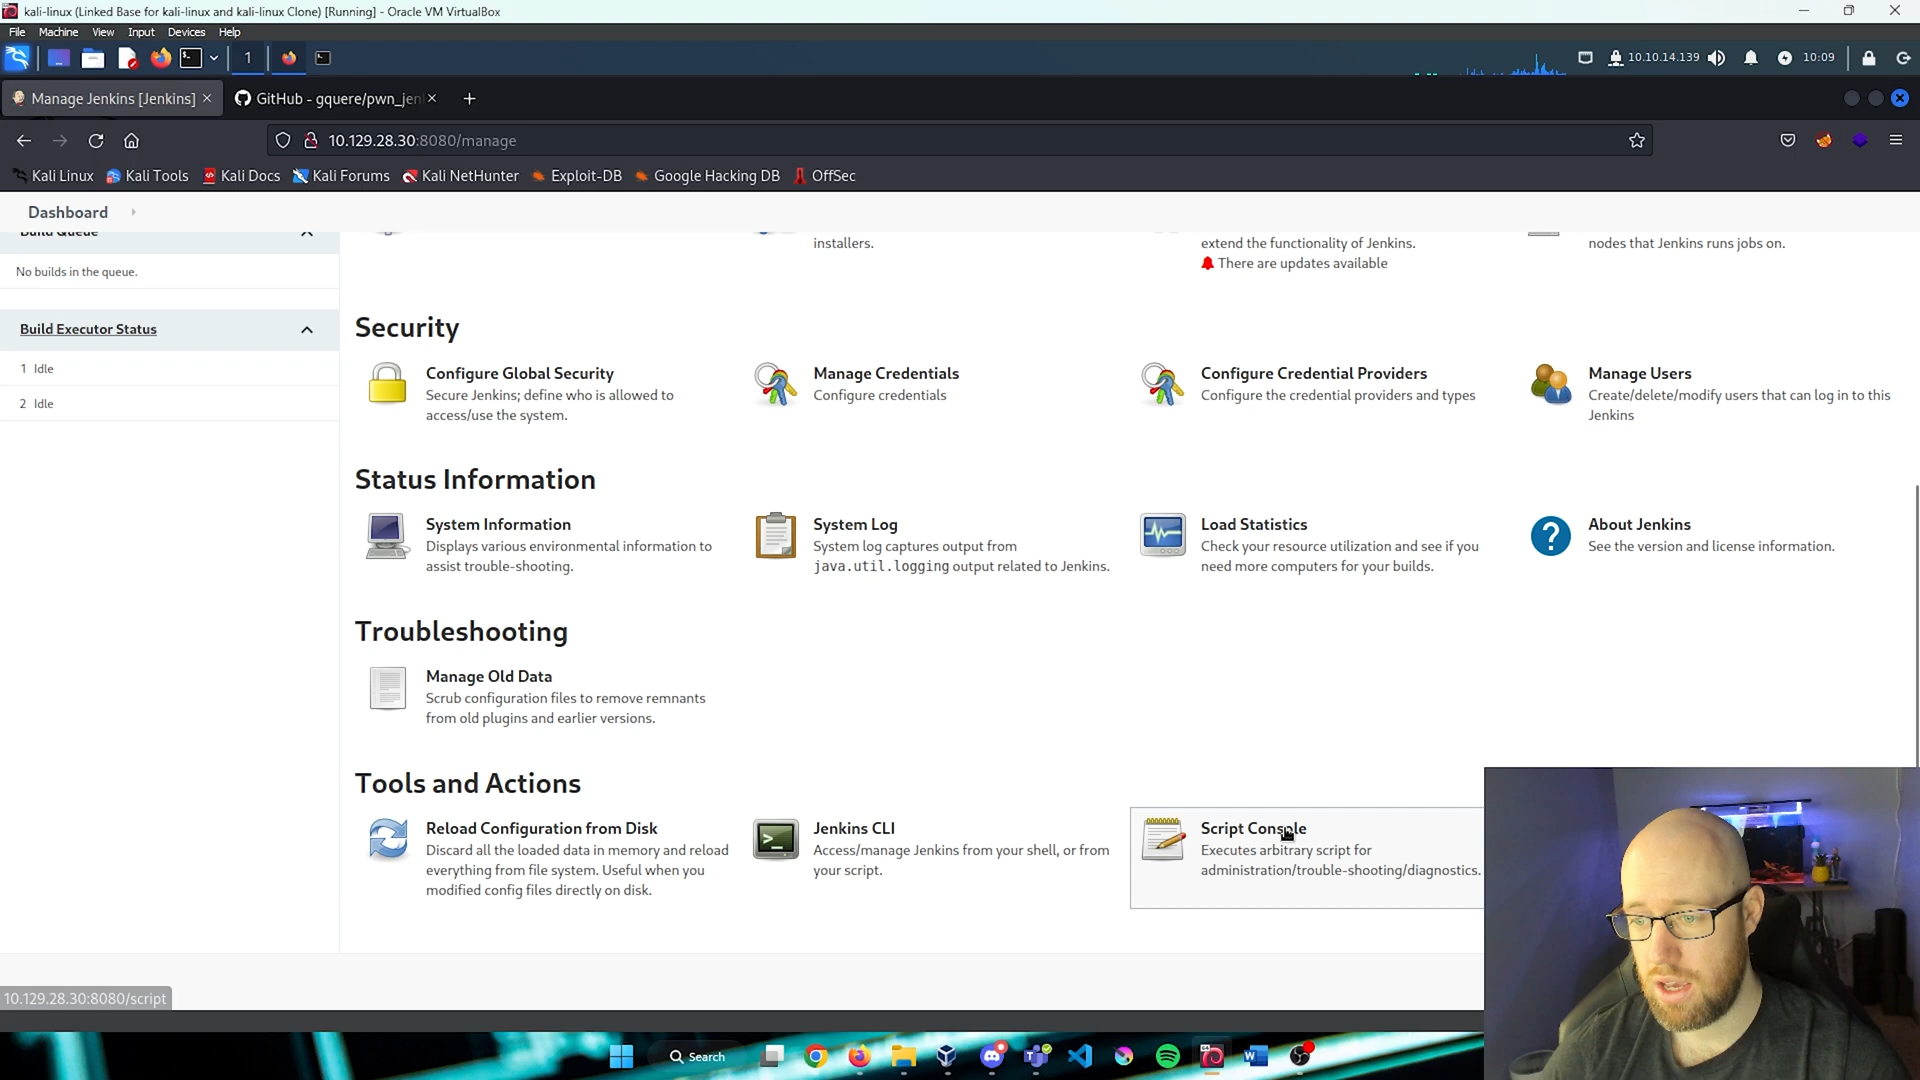 kali-linux (Linked Base for kali-linux and kali-linux Clone) [Running] - Oracle VM VirtualBox
File Machine View Input Devices Help
1 10.10.14.139 10:09
Manage Jenkins [Jenkins] GitHub - gquere/pwn_jen
10.129.28.30:8080/manage
Kali Linux Kali Tools Kali Docs Kali Forums Kali NetHunter Exploit-DB Google Hacking DB OffSec
Dashboard
Build Queue
No builds in the queue.
Build Executor Status
1 Idle
2 Idle
installers.
extend the functionality of Jenkins.
There are updates available
nodes that Jenkins runs jobs on.
Security
Configure Global Security
Secure Jenkins; define who is allowed to
access/use the system.
Manage Credentials
Configure credentials
Configure Credential Providers
Configure the credential providers and types
Manage Users
Create/delete/modify users that can log in to this
Jenkins
Status Information
System Information
Displays various environmental information to
assist trouble-shooting.
System Log
System log captures output from
java.util.logging output related to Jenkins.
Load Statistics
Check your resource utilization and see if you
need more computers for your builds.
About Jenkins
See the version and license information.
Troubleshooting
Manage Old Data
Scrub configuration files to remove remnants
from old plugins and earlier versions.
Tools and Actions
Reload Configuration from Disk
Discard all the loaded data in memory and reload
everything from file system. Useful when you
modified config files directly on disk.
Jenkins CLI
Access/manage Jenkins from your shell, or from
your script.
Script Console
Executes arbitrary script for
administration/trouble-shooting/diagnostics.
10.129.28.30:8080/script
Search